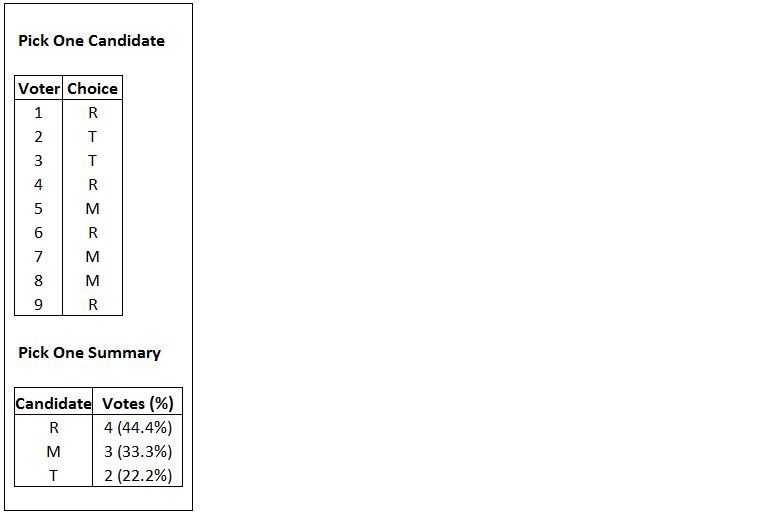 Pick One Candidate
Voter Choice
1 R
2 T
3 T
4 R
5 M
6 R
7 M
8 M
9 R
Pick One Summary
Candidate Votes (%)
R 4 (44.4%)
M 3 (33.3%)
T 2 (22.2%)